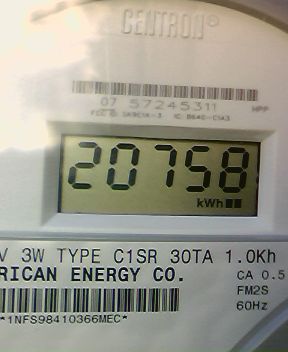 CENTRON®
07 57245311
HPP
20758
kWh
V 3W TYPE C1SR 30TA 1.0Kh
RICAN ENERGY CO.
CA 0.5
FM2S
60Hz
*1NFS98410366MEC*